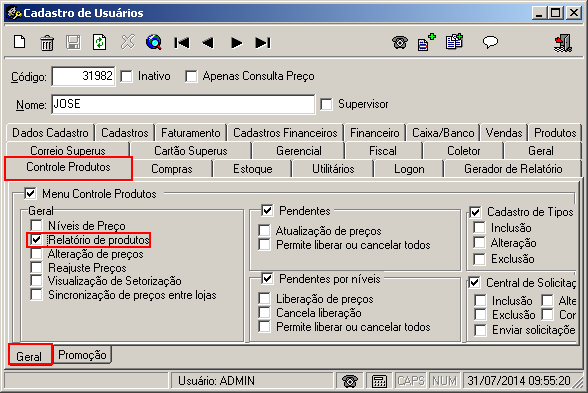 Cadastro de Usuários
Código: 31982 Inativo Apenas Consulta Preço
Nome: JOSE Supervisor
Dados Cadastro Cadastros Faturamento Cadastros Financeiros Financeiro Caixa/Banco Vendas Produtos
Correio Superus Cartão Superus Gerencial Fiscal Coletor Geral
Controle Produtos Compras Estoque Utilitários Logon Gerador de Relatório
Menu Controle Produtos
Geral
Níveis de Preço
Relatório de produtos
Alteração de preços
Reajuste Preços
Visualização de Setorização
Sincronização de preços entre lojas
Pendentes
Atualização de preços
Permite liberar ou cancelar todos
Pendentes por níveis
Liberação de preços
Cancela liberação
Permite liberar ou cancelar todos
Cadastro de Tipos
Inclusão
Alteração
Exclusão
Central de Solicitaç
Inclusão Alte
Exclusão Cor
Enviar solicitaçõe
Geral Promoção
Usuário: ADMIN CAPS NUM 31/07/2014 09:55:20